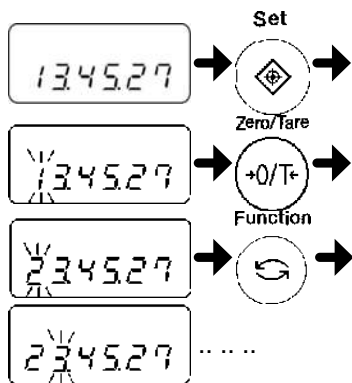 Set
13.45.27
Zero/Tare
13.45.27
→0/T←
Function
23.45.27
23.45.27 .. .. ..